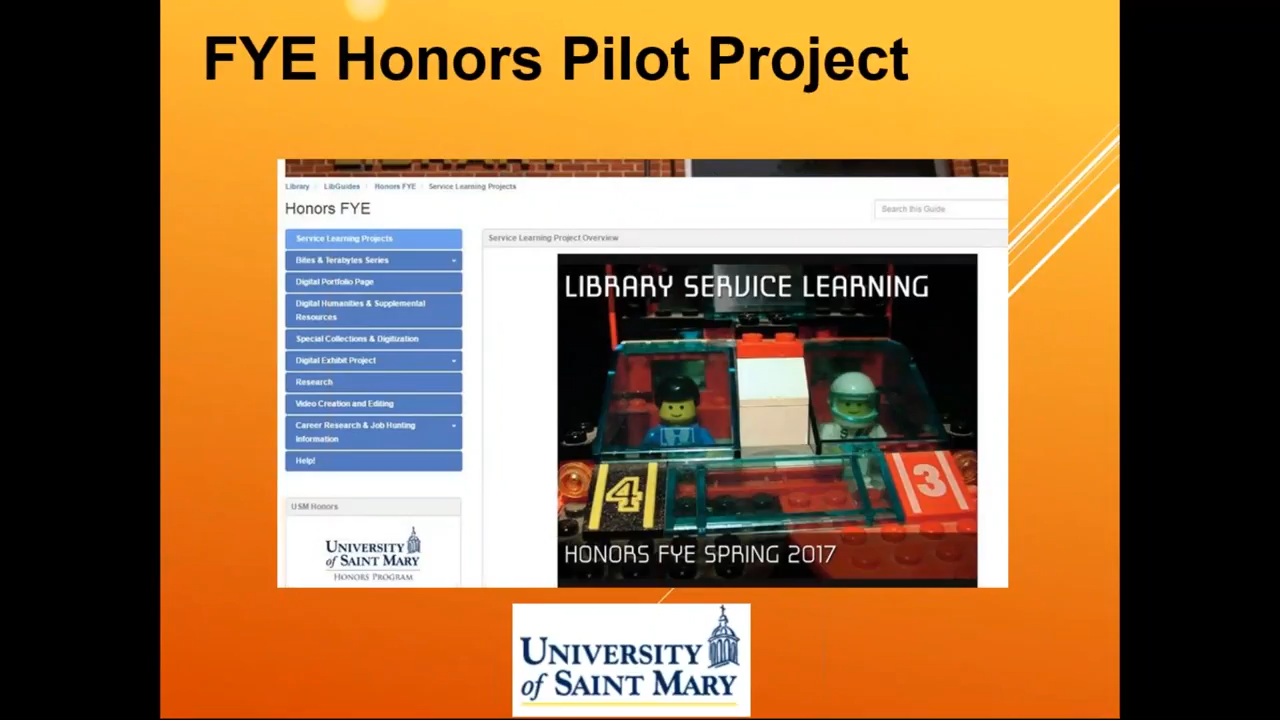 FYE Honors Pilot Project
Library LibGuides Honors FYE Service Learning Projects
Honors FYE
Search this Guide
Service Learning Projects
Bites & Terabytes Series
Digital Portfolio Page
Digital Humanities & Supplemental
Resources
Special Collections & Digitization
Digital Exhibit Project
Research
Video Creation and Editing
Career Research & Job Hunting
Information
Help!
USM Honors
UNIVERSITY
of SAINT MARY
HONORS PROGRAM
Service Learning Project Overview
LIBRARY SERVICE LEARNING
4
3
HONORS FYE SPRING 2017
UNIVERSITY
of SAINT MARY